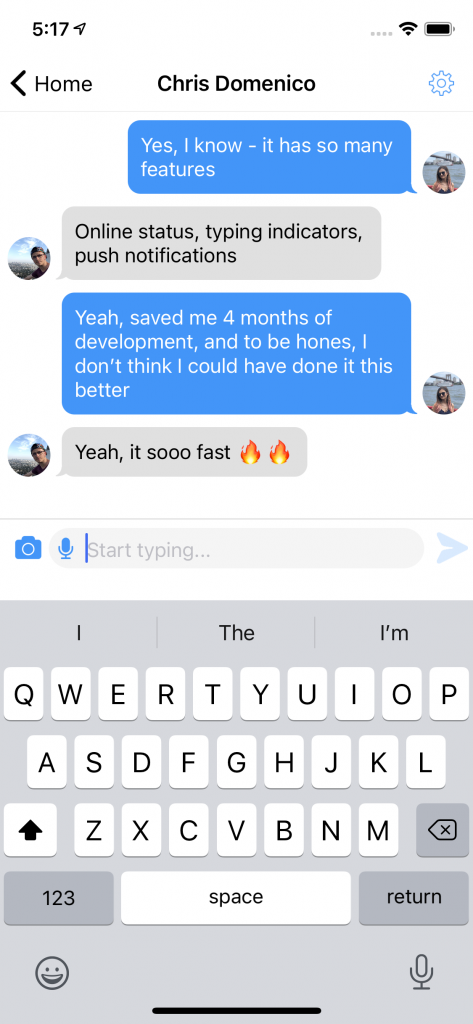 5:17
Home
Chris Domenico
Yes, I know - it has so many
features
Online status, typing indicators,
push notifications
Yeah, saved me 4 months of
development, and to be hones, I
don’t think I could have done it this
better
Yeah, it sooo fast 🔥 🔥
Start typing...
I The I’m
Q W E R T Y U I O P
A S D F G H J K L
Z X C V B N M
123 space return